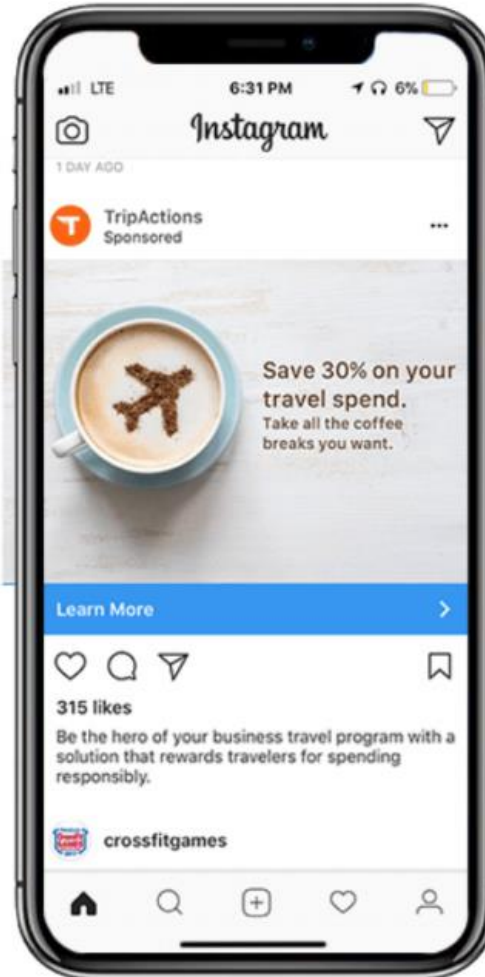 LTE 6:31 PM 6%
Instagram
1 DAY AGO
TripActions
Sponsored
Save 30% on your
travel spend.
Take all the coffee
breaks you want.
Learn More
315 likes
Be the hero of your business travel program with a
solution that rewards travelers for spending
responsibly.
crossfitgames